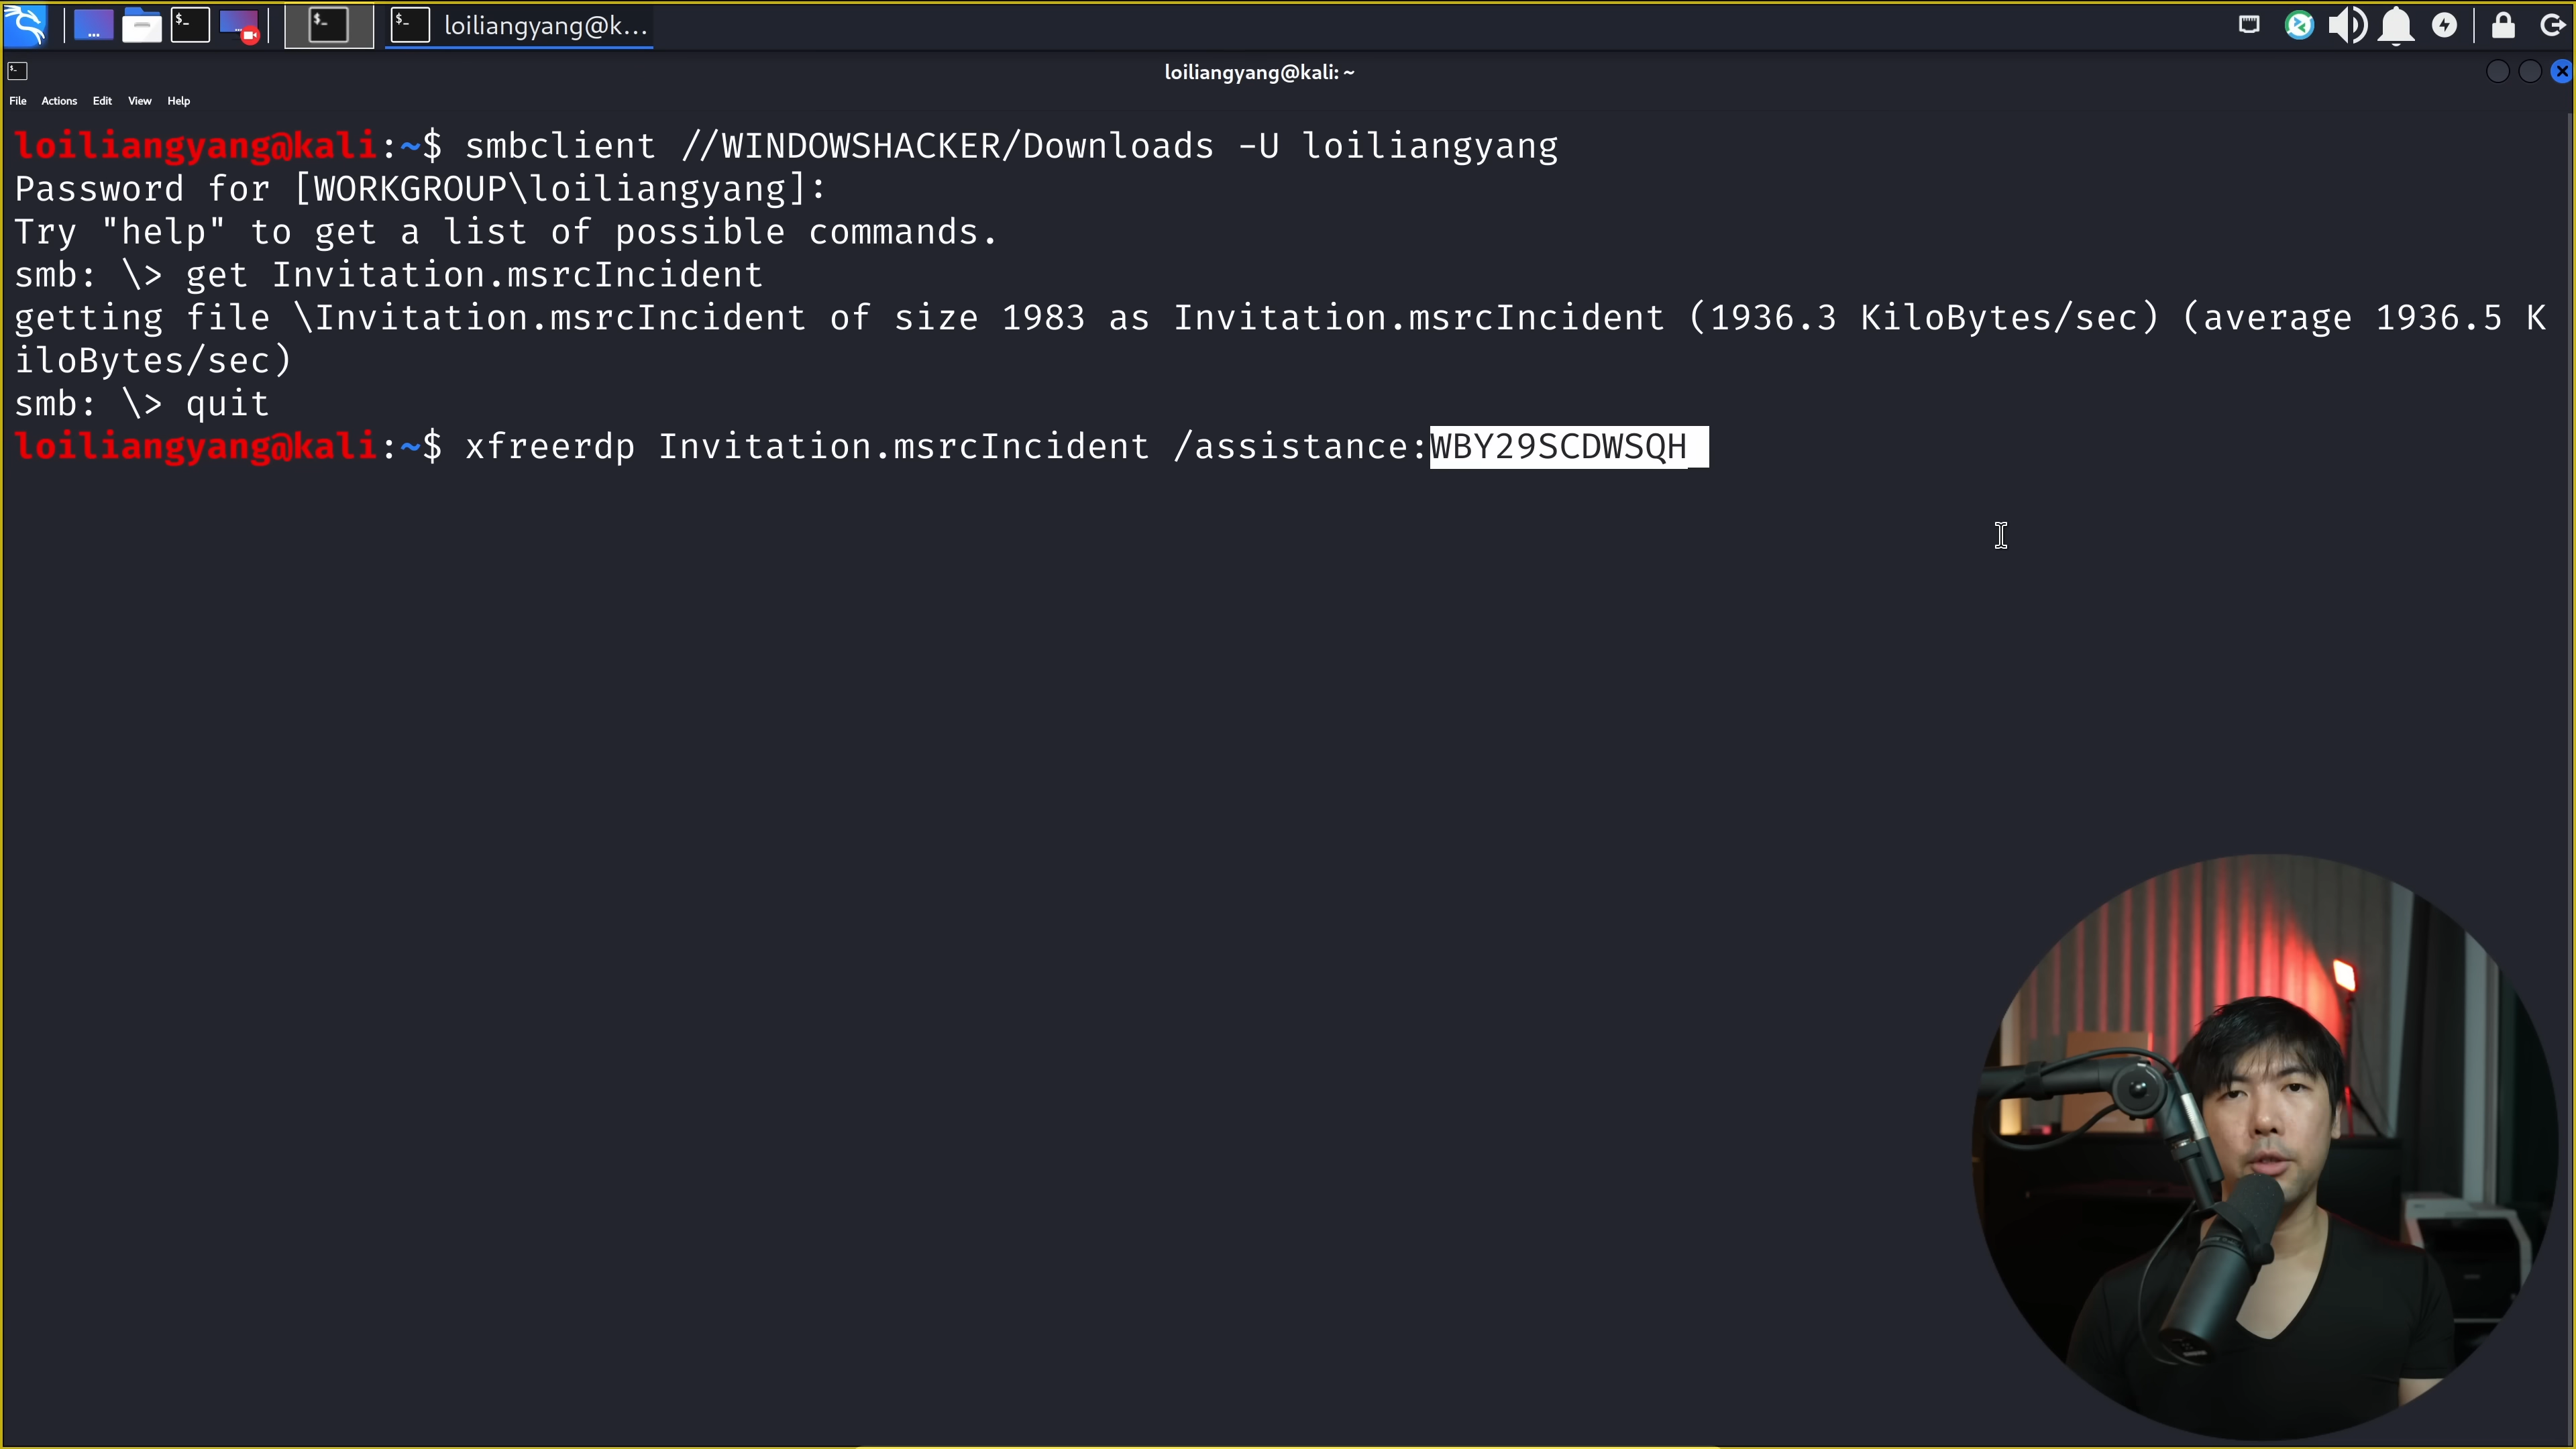 loiliangyang@k...
loiliangyang@kali: ~
File Actions Edit View Help
loiliangyang@kali:~$ smbclient //WINDOWSHACKER/Downloads -U loiliangyang
Password for [WORKGROUP\loiliangyang]:
Try "help" to get a list of possible commands.
smb: \> get Invitation.msrcIncident
getting file \Invitation.msrcIncident of size 1983 as Invitation.msrcIncident (1936.3 KiloBytes/sec) (average 1936.5 K
iloBytes/sec)
smb: \> quit
loiliangyang@kali:~$ xfreerdp Invitation.msrcIncident /assistance:WBY29SCDWSQH